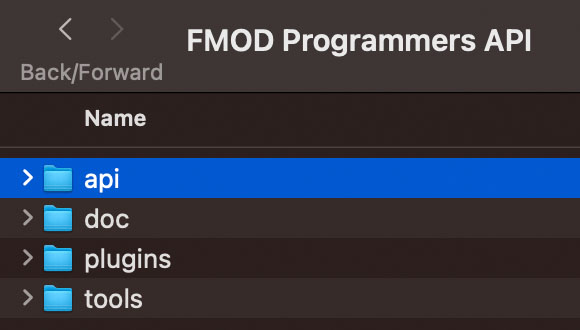 FMOD Programmers API
Back/Forward
Name
api
doc
plugins
tools